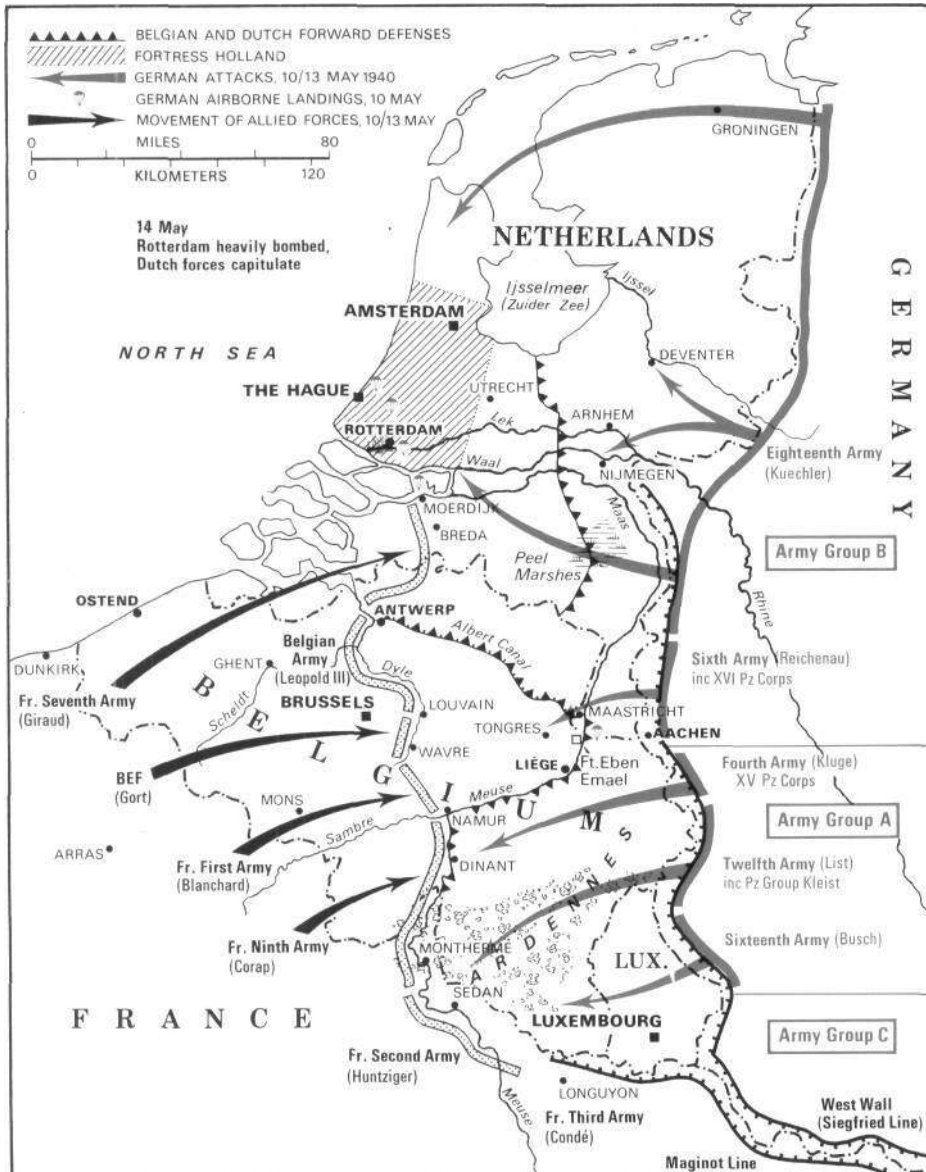 BELGIAN AND DUTCH FORWARD DEFENSES
FORTRESS HOLLAND
GERMAN ATTACKS, 10/13 MAY 1940
GERMAN AIRBORNE LANDINGS, 10 MAY
MOVEMENT OF ALLIED FORCES, 10/13 MAY
0 MILES 80
0 KILOMETERS 120
14 May
Rotterdam heavily bombed,
Dutch forces capitulate
GRONINGEN
NETHERLANDS
Ijsselmeer
(Zuider Zee)
Ijssel
AMSTERDAM
NORTH SEA
DEVENTER
THE HAGUE
UTRECHT
ROTTERDAM
Lek
ARNHEM
Waal
NIJMEGEN
GERMANY
Eighteenth Army
(Kuechler)
MOERDIJK
Maas
BREDA
Peel
Marshes
Army Group B
Rhine
OSTEND
ANTWERP
Albert Canal
DUNKIRK
GHENT
Belgian
Army
(Leopold III)
Dyle
Sixth Army (Reichenau)
inc XVI Pz Corps
Fr. Seventh Army
(Giraud)
Scheldt
BRUSSELS
LOUVAIN
MAASTRICHT
TONGRES
AACHEN
WAVRE
BELGIUM
LIÈGE
Ft. Eben
Emael
Fourth Army (Kluge)
XV Pz Corps
BEF
(Gort)
MONS
Meuse
NAMUR
Sambre
Army Group A
ARRAS
DINANT
Fr. First Army
(Blanchard)
Twelfth Army (List)
inc Pz Group Kleist
ARDENNES
Fr. Ninth Army
(Corap)
MONTHERMÉ
LUX.
Sixteenth Army (Busch)
SEDAN
FRANCE
LUXEMBOURG
Army Group C
Fr. Second Army
(Huntziger)
Meuse
LONGUYON
Fr. Third Army
(Condé)
West Wall
(Siegfried Line)
Maginot Line